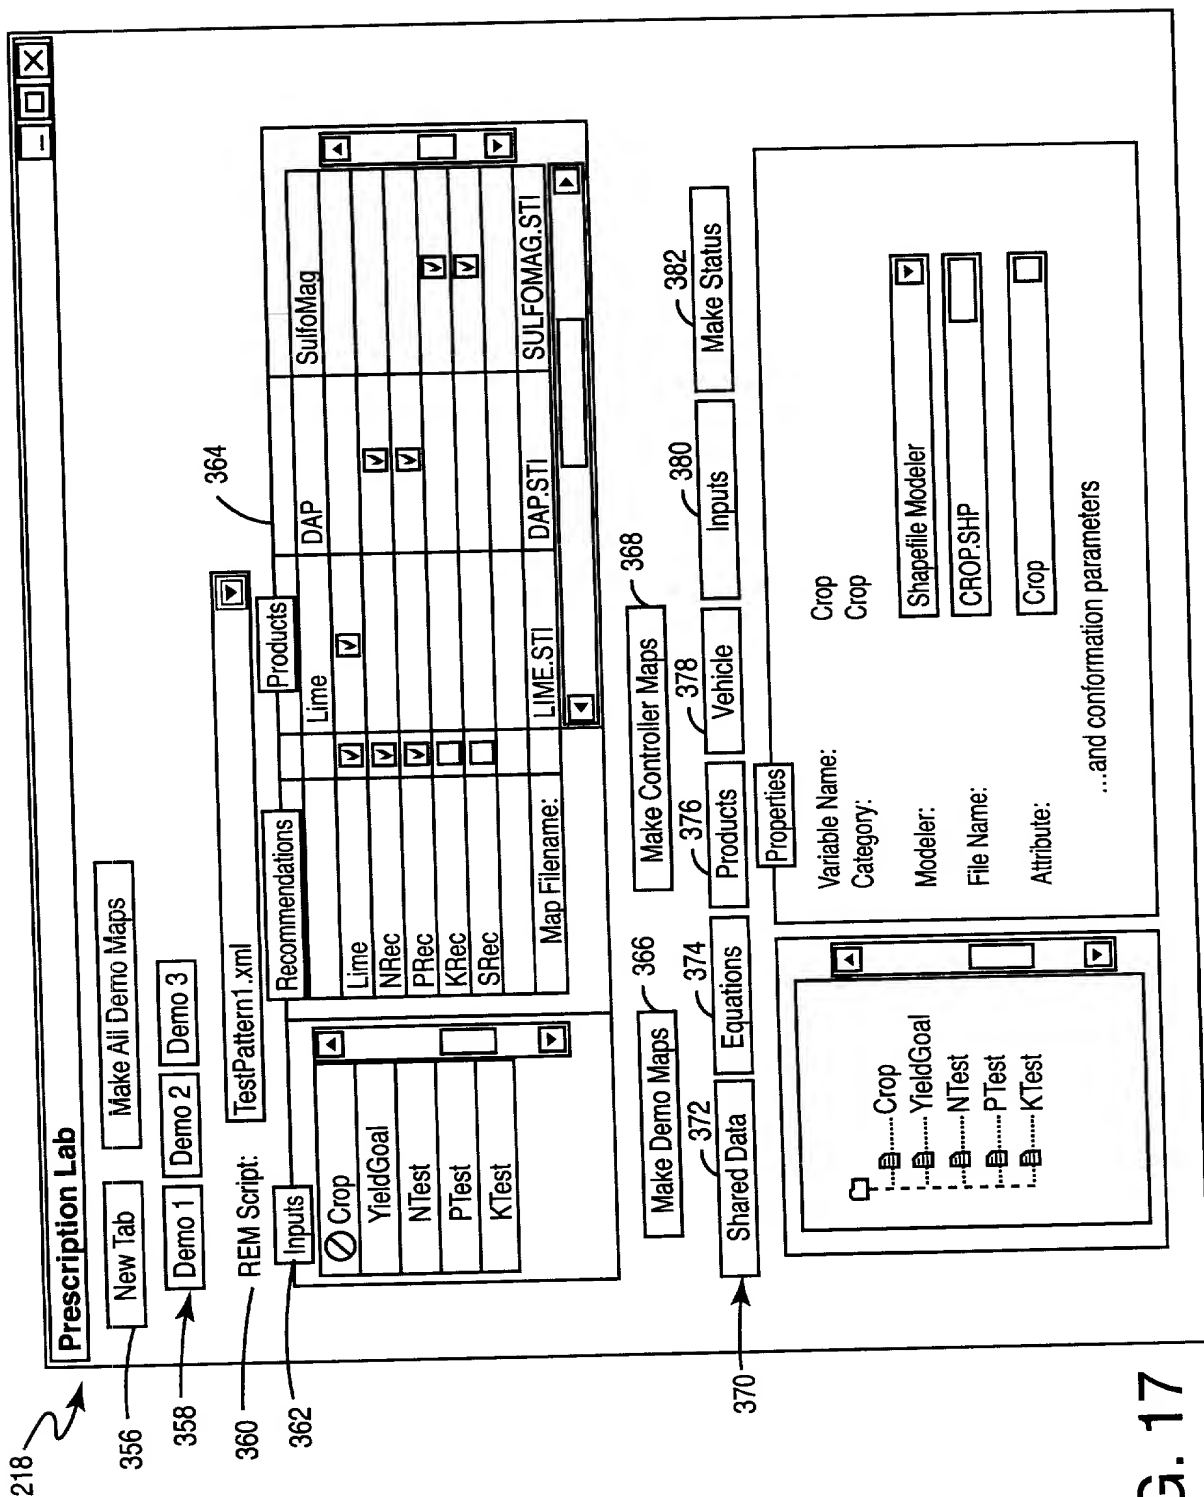 218
Prescription Lab
356
New Tab
Make All Demo Maps
358
Demo 1
Demo 2
Demo 3
360
REM Script:
TestPattern1.xml
362
Inputs
Recommendations
Products
364
Lime
DAP
SulfoMag
Crop
Lime
YieldGoal
NRec
NTest
PRec
PTest
KRec
KTest
SRec
Map Filename:
LIME.STI
DAP.STI
SULFOMAG.STI
Make Demo Maps
366
Make Controller Maps
368
370
372
374
376
378
380
382
Shared Data
Equations
Products
Vehicle
Inputs
Make Status
Properties
Crop
YieldGoal
NTest
PTest
KTest
Variable Name:
Crop
Category:
Crop
Modeler:
Shapefile Modeler
File Name:
CROP.SHP
Attribute:
Crop
...and conformation parameters
G. 17